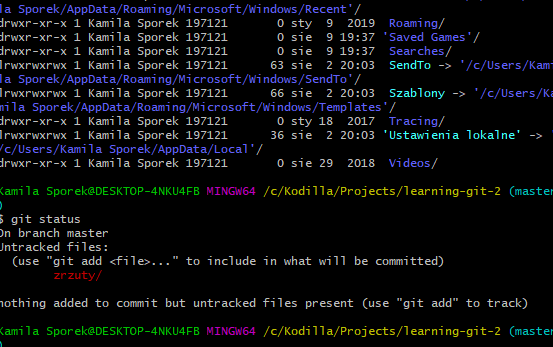 la Sporek/AppData/Roaming/Microsoft/Windows/Recent'/
drwxr-xr-x 1 Kamila Sporek 197121 0 sty 9 2019 Roaming/
drwxr-xr-x 1 Kamila Sporek 197121 0 sie 9 19:37 'Saved Games'/
drwxr-xr-x 1 Kamila Sporek 197121 0 sie 9 19:37 Searches/
lrwxrwxrwx 1 Kamila Sporek 197121 63 sie 2 20:03 SendTo -> '/c/Users/Kami
la Sporek/AppData/Roaming/Microsoft/Windows/SendTo'/
lrwxrwxrwx 1 Kamila Sporek 197121 66 sie 2 20:03 Szablony -> '/c/Users/Ka
mila Sporek/AppData/Roaming/Microsoft/Windows/Templates'/
drwxr-xr-x 1 Kamila Sporek 197121 0 sty 18 2017 Tracing/
lrwxrwxrwx 1 Kamila Sporek 197121 36 sie 2 20:03 'Ustawienia lokalne' ->
'/c/Users/Kamila Sporek/AppData/Local'/
drwxr-xr-x 1 Kamila Sporek 197121 0 sie 29 2018 Videos/
Kamila Sporek@DESKTOP-4NKU4FB MINGW64 /c/Kodilla/Projects/learning-git-2 (master
)
$ git status
On branch master
Untracked files:
(use "git add <file>..." to include in what will be committed)
zrzuty/
nothing added to commit but untracked files present (use "git add" to track)
Kamila Sporek@DESKTOP-4NKU4FB MINGW64 /c/Kodilla/Projects/learning-git-2 (master